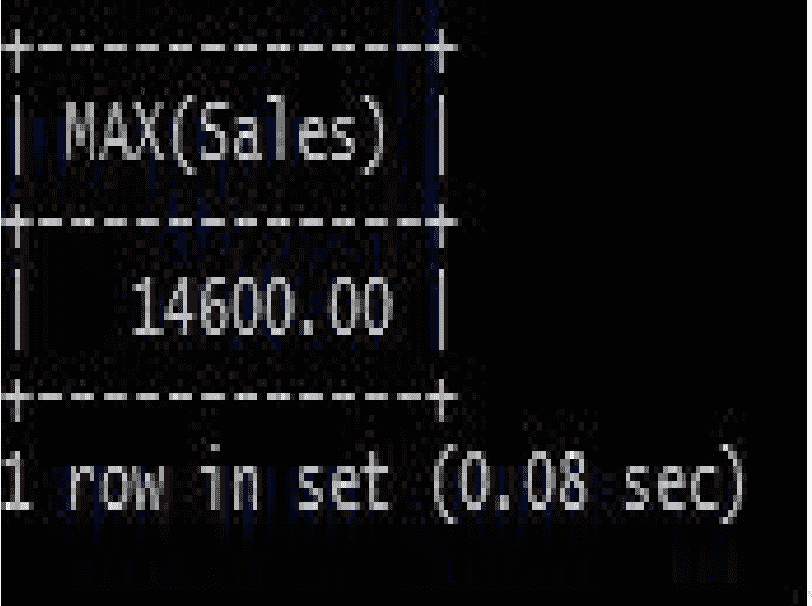 +------------+
| MAX(Sales) |
+------------+
|   14600.00 |
+------------+
1 row in set (0.08 sec)